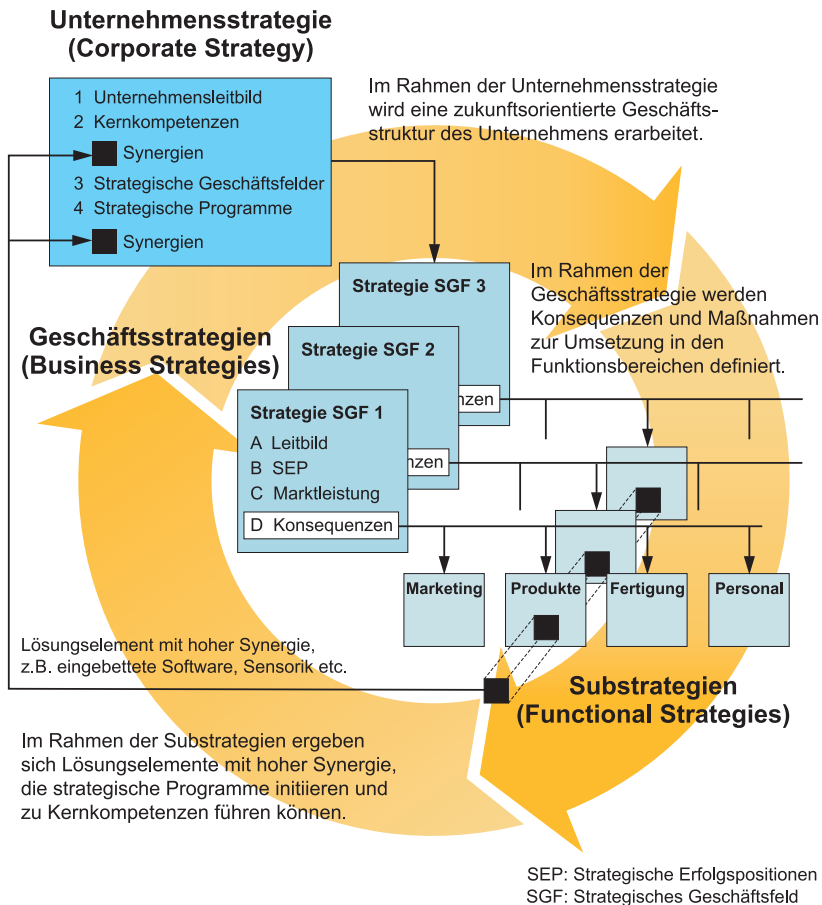 Unternehmensstrategie
(Corporate Strategy)
1 Unternehmensleitbild
2 Kernkompetenzen
Synergien
3 Strategische Geschäftsfelder
4 Strategische Programme
Synergien
Im Rahmen der Unternehmensstrategie
wird eine zukunftsorientierte Geschäfts-
struktur des Unternehmens erarbeitet.
Geschäftsstrategien
(Business Strategies)
Strategie SGF 3
nzen
Strategie SGF 2
nzen
Strategie SGF 1
A Leitbild
B SEP
C Marktleistung
D Konsequenzen
Im Rahmen der
Geschäftsstrategie werden
Konsequenzen und Maßnahmen
zur Umsetzung in den
Funktionsbereichen definiert.
Marketing
Produkte
Fertigung
Personal
Lösungselement mit hoher Synergie,
z.B. eingebettete Software, Sensorik etc.
Substrategien
(Functional Strategies)
Im Rahmen der Substrategien ergeben
sich Lösungselemente mit hoher Synergie,
die strategische Programme initiieren und
zu Kernkompetenzen führen können.
SEP: Strategische Erfolgspositionen
SGF: Strategisches Geschäftsfeld